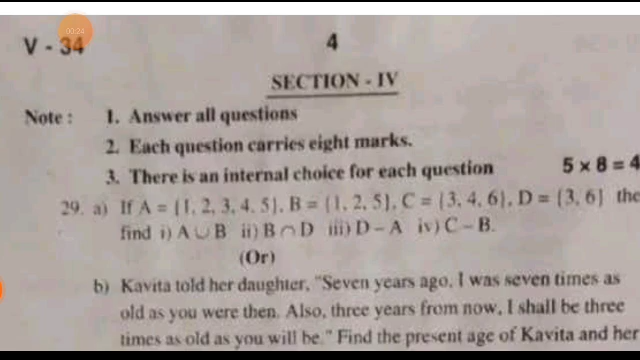 00:24
V - 34
4
SECTION - IV
Note : 1. Answer all questions
2. Each question carries eight marks.
3. There is an internal choice for each question 5 × 8 = 4
29. a) If A = {1, 2, 3, 4, 5}, B = {1, 2, 5}, C = {3, 4, 6}, D = {3, 6} the
find i) A ∪ B ii) B ∩ D iii) D – A iv) C – B.
(Or)
b) Kavita told her daughter, "Seven years ago, I was seven times as
old as you were then. Also, three years from now, I shall be three
times as old as you will be." Find the present age of Kavita and her